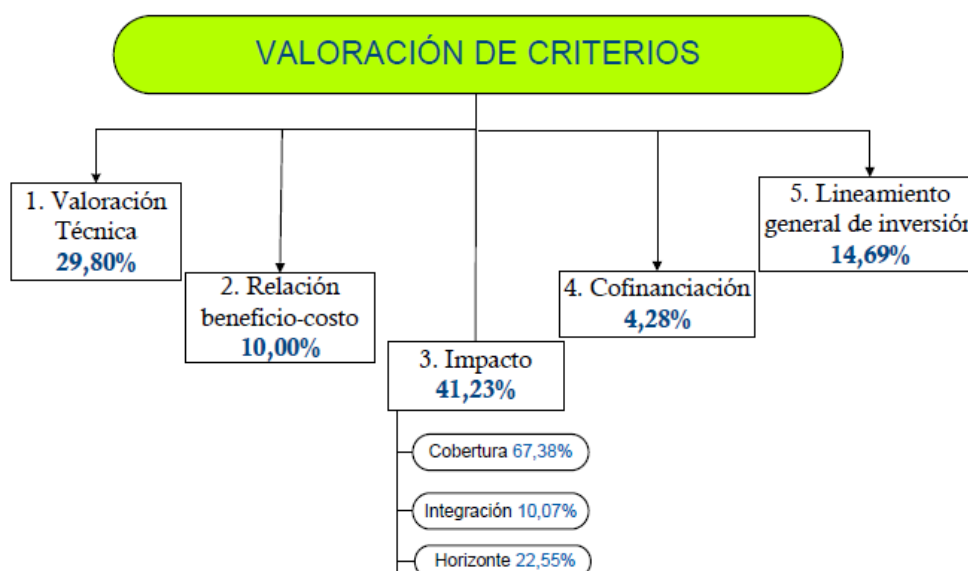 VALORACIÓN DE CRITERIOS
1. Valoración
Técnica
29,80%
2. Relación
beneficio-costo
10,00%
3. Impacto
41,23%
Cobertura 67,38%
Integración 10,07%
Horizonte 22,55%
4. Cofinanciación
4,28%
5. Lineamiento
general de inversión
14,69%